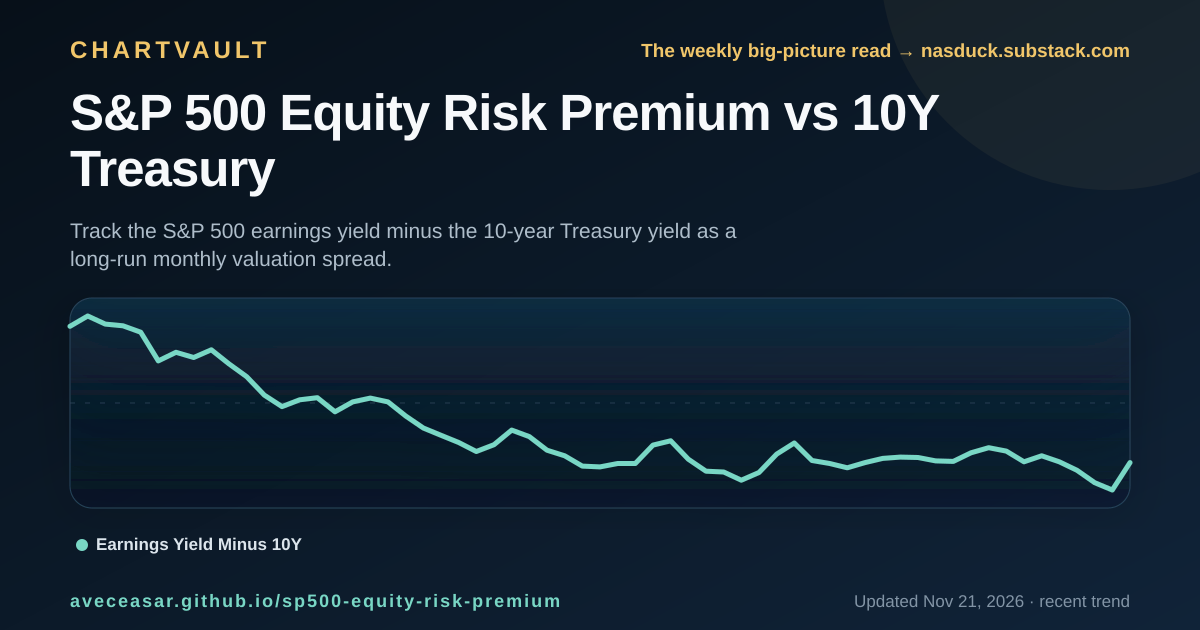 CHARTVAULT
The weekly big-picture read → nasduck.substack.com
S&P 500 Equity Risk Premium vs 10Y
Treasury
Track the S&P 500 earnings yield minus the 10-year Treasury yield as a
long-run monthly valuation spread.
Earnings Yield Minus 10Y
aveceasar.github.io/sp500-equity-risk-premium
Updated Nov 21, 2026 · recent trend